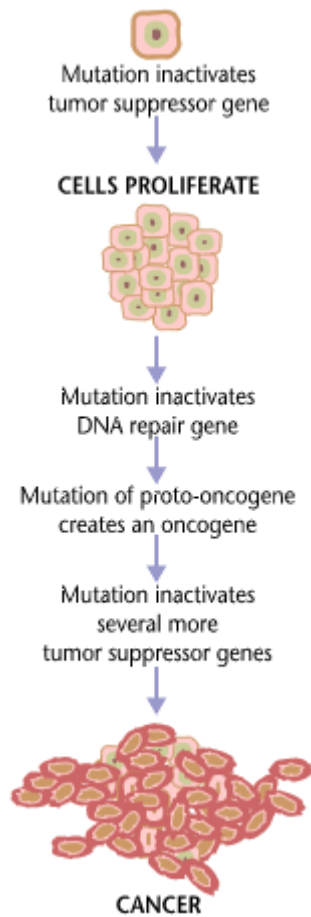 Mutation inactivates
tumor suppressor gene
CELLS PROLIFERATE
Mutation inactivates
DNA repair gene
Mutation of proto-oncogene
creates an oncogene
Mutation inactivates
several more
tumor suppressor genes
CANCER